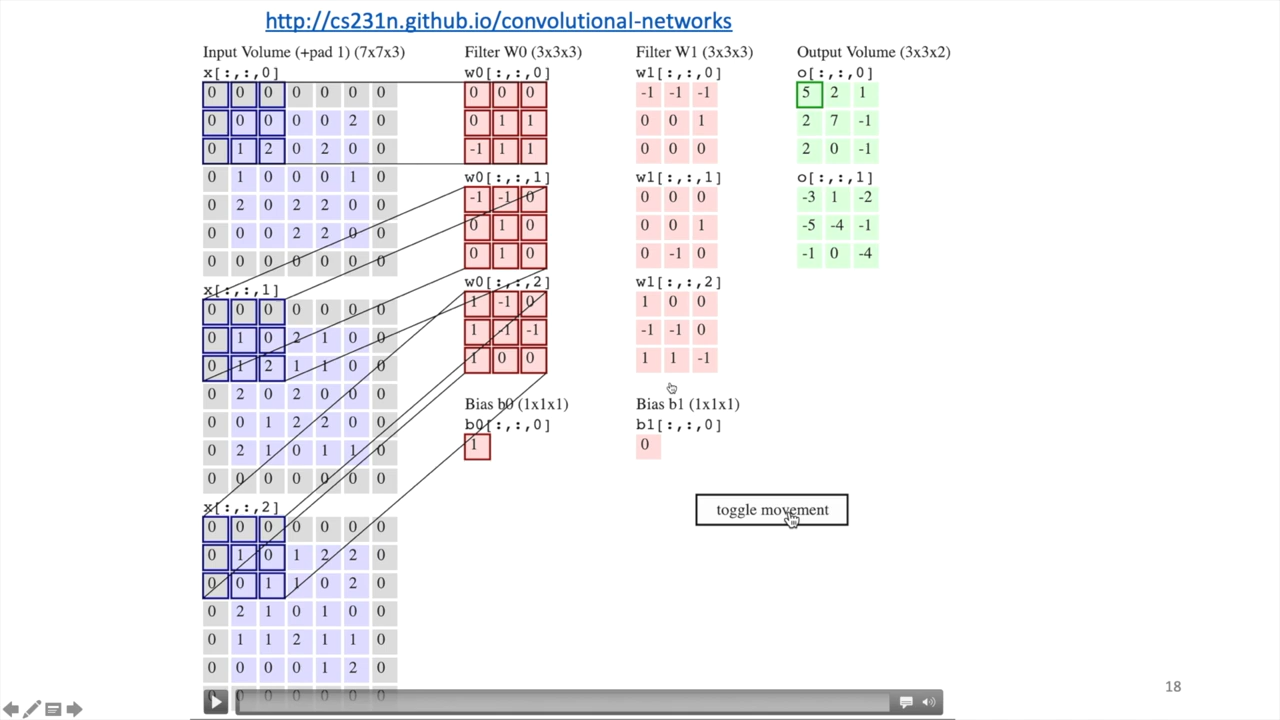 http://cs231n.github.io/convolutional-networks
Input Volume (+pad 1) (7x7x3)
x[:,:,0]
0 0 0 0 0 0 0
0 0 0 0 0 2 0
0 1 2 0 2 0 0
0 1 0 0 0 1 0
0 2 0 2 2 0 0
0 0 0 2 2 0 0
0 0 0 0 0 0 0
x[:,:,1]
0 0 0 0 0 0 0
0 1 0 2 1 0 0
0 1 2 1 1 0 0
0 2 0 2 0 0 0
0 0 1 2 2 0 0
0 2 1 0 1 1 0
0 0 0 0 0 0 0
x[:,:,2]
0 0 0 0 0 0 0
0 1 0 1 2 2 0
0 0 1 1 0 2 0
0 2 1 0 1 0 0
0 1 1 2 1 1 0
0 0 0 0 1 2 0
0 0 0 0 0 0 0
Filter W0 (3x3x3)
w0[:,:,0]
0 0 0
0 1 1
-1 1 1
w0[:,:,1]
-1 -1 0
0 1 0
0 1 0
w0[:,:,2]
1 -1 0
1 -1 -1
1 0 0
Bias b0 (1x1x1)
b0[:,:,0]
1
Filter W1 (3x3x3)
w1[:,:,0]
-1 -1 -1
0 0 1
0 0 0
w1[:,:,1]
0 0 0
0 0 1
0 -1 0
w1[:,:,2]
1 0 0
-1 -1 0
1 1 -1
Bias b1 (1x1x1)
b1[:,:,0]
0
Output Volume (3x3x2)
o[:,:,0]
5 2 1
2 7 -1
2 0 -1
o[:,:,1]
-3 1 -2
-5 -4 -1
-1 0 -4
toggle movement
18